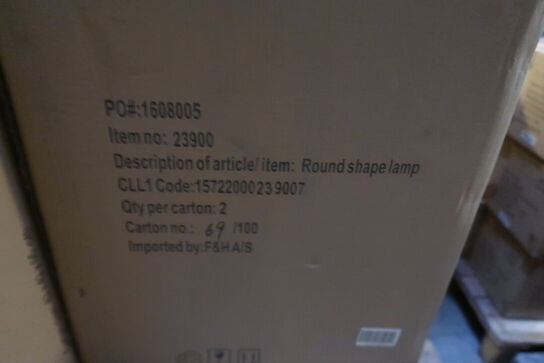 PO#:1608005
Item no: 23900
Description of article/ item: Round shape lamp
CLL1 Code:1572200023 9007
Qty per carton: 2
Carton no.: 69 /100
Imported by:F&H A/S